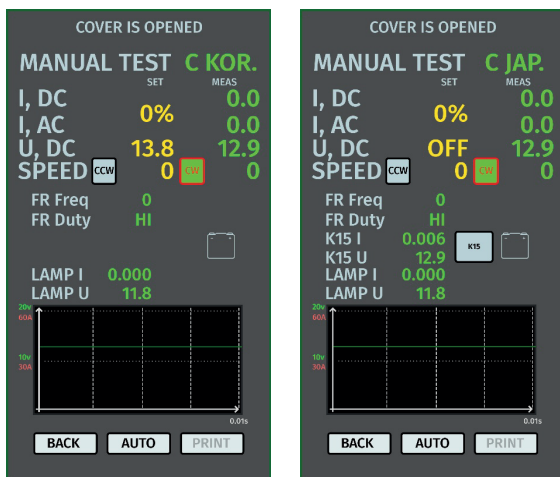 COVER IS OPENED
MANUAL TEST C KOR.
SET MEAS
I, DC 0.0
0%
I, AC 0.0
U, DC 13.8 12.9
SPEED CCW 0 CW 0
FR Freq 0
FR Duty HI
LAMP I 0.000
LAMP U 11.8
20v
60A
10v
30A
0.01s
BACK AUTO PRINT
COVER IS OPENED
MANUAL TEST C JAP.
SET MEAS
I, DC 0.0
0%
I, AC 0.0
U, DC OFF 12.9
SPEED CCW 0 CW 0
FR Freq 0
FR Duty HI
K15 I 0.006
K15
K15 U 12.9
LAMP I 0.000
LAMP U 11.8
20v
60A
10v
30A
0.01s
BACK AUTO PRINT